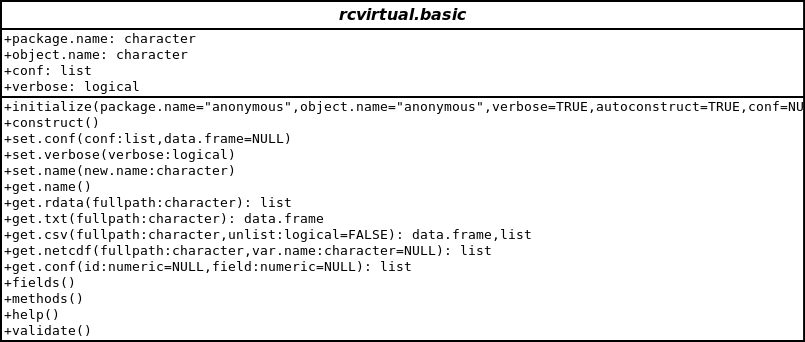 rcvirtual.basic
+package.name: character
+object.name: character
+conf: list
+verbose: logical
+initialize(package.name="anonymous",object.name="anonymous",verbose=TRUE,autoconstruct=TRUE,conf=NU
+construct()
+set.conf(conf:list,data.frame=NULL)
+set.verbose(verbose:logical)
+set.name(new.name:character)
+get.name()
+get.rdata(fullpath:character): list
+get.txt(fullpath:character): data.frame
+get.csv(fullpath:character,unlist:logical=FALSE): data.frame,list
+get.netcdf(fullpath:character,var.name:character=NULL): list
+get.conf(id:numeric=NULL,field:numeric=NULL): list
+fields()
+methods()
+help()
+validate()